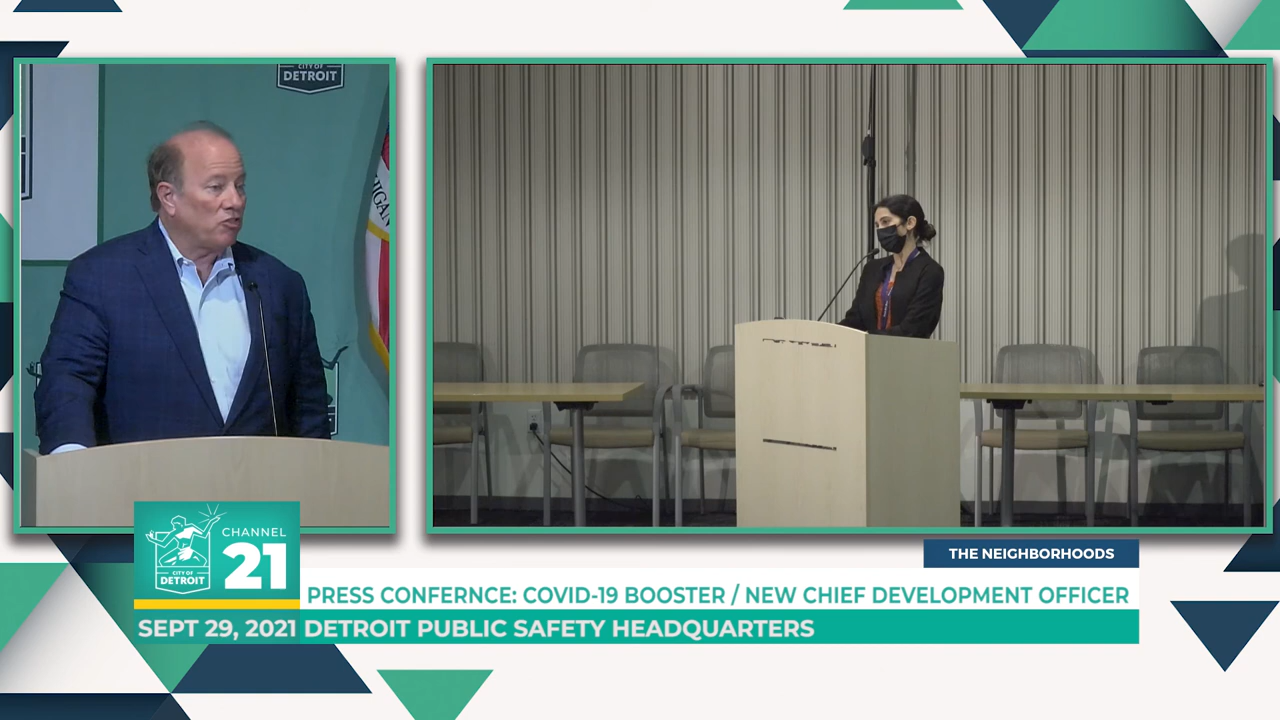 CITY OF
DETROIT
CHANNEL
21
CITY OF
DETROIT
THE NEIGHBORHOODS
PRESS CONFERNCE: COVID-19 BOOSTER / NEW CHIEF DEVELOPMENT OFFICER
SEPT 29, 2021 DETROIT PUBLIC SAFETY HEADQUARTERS